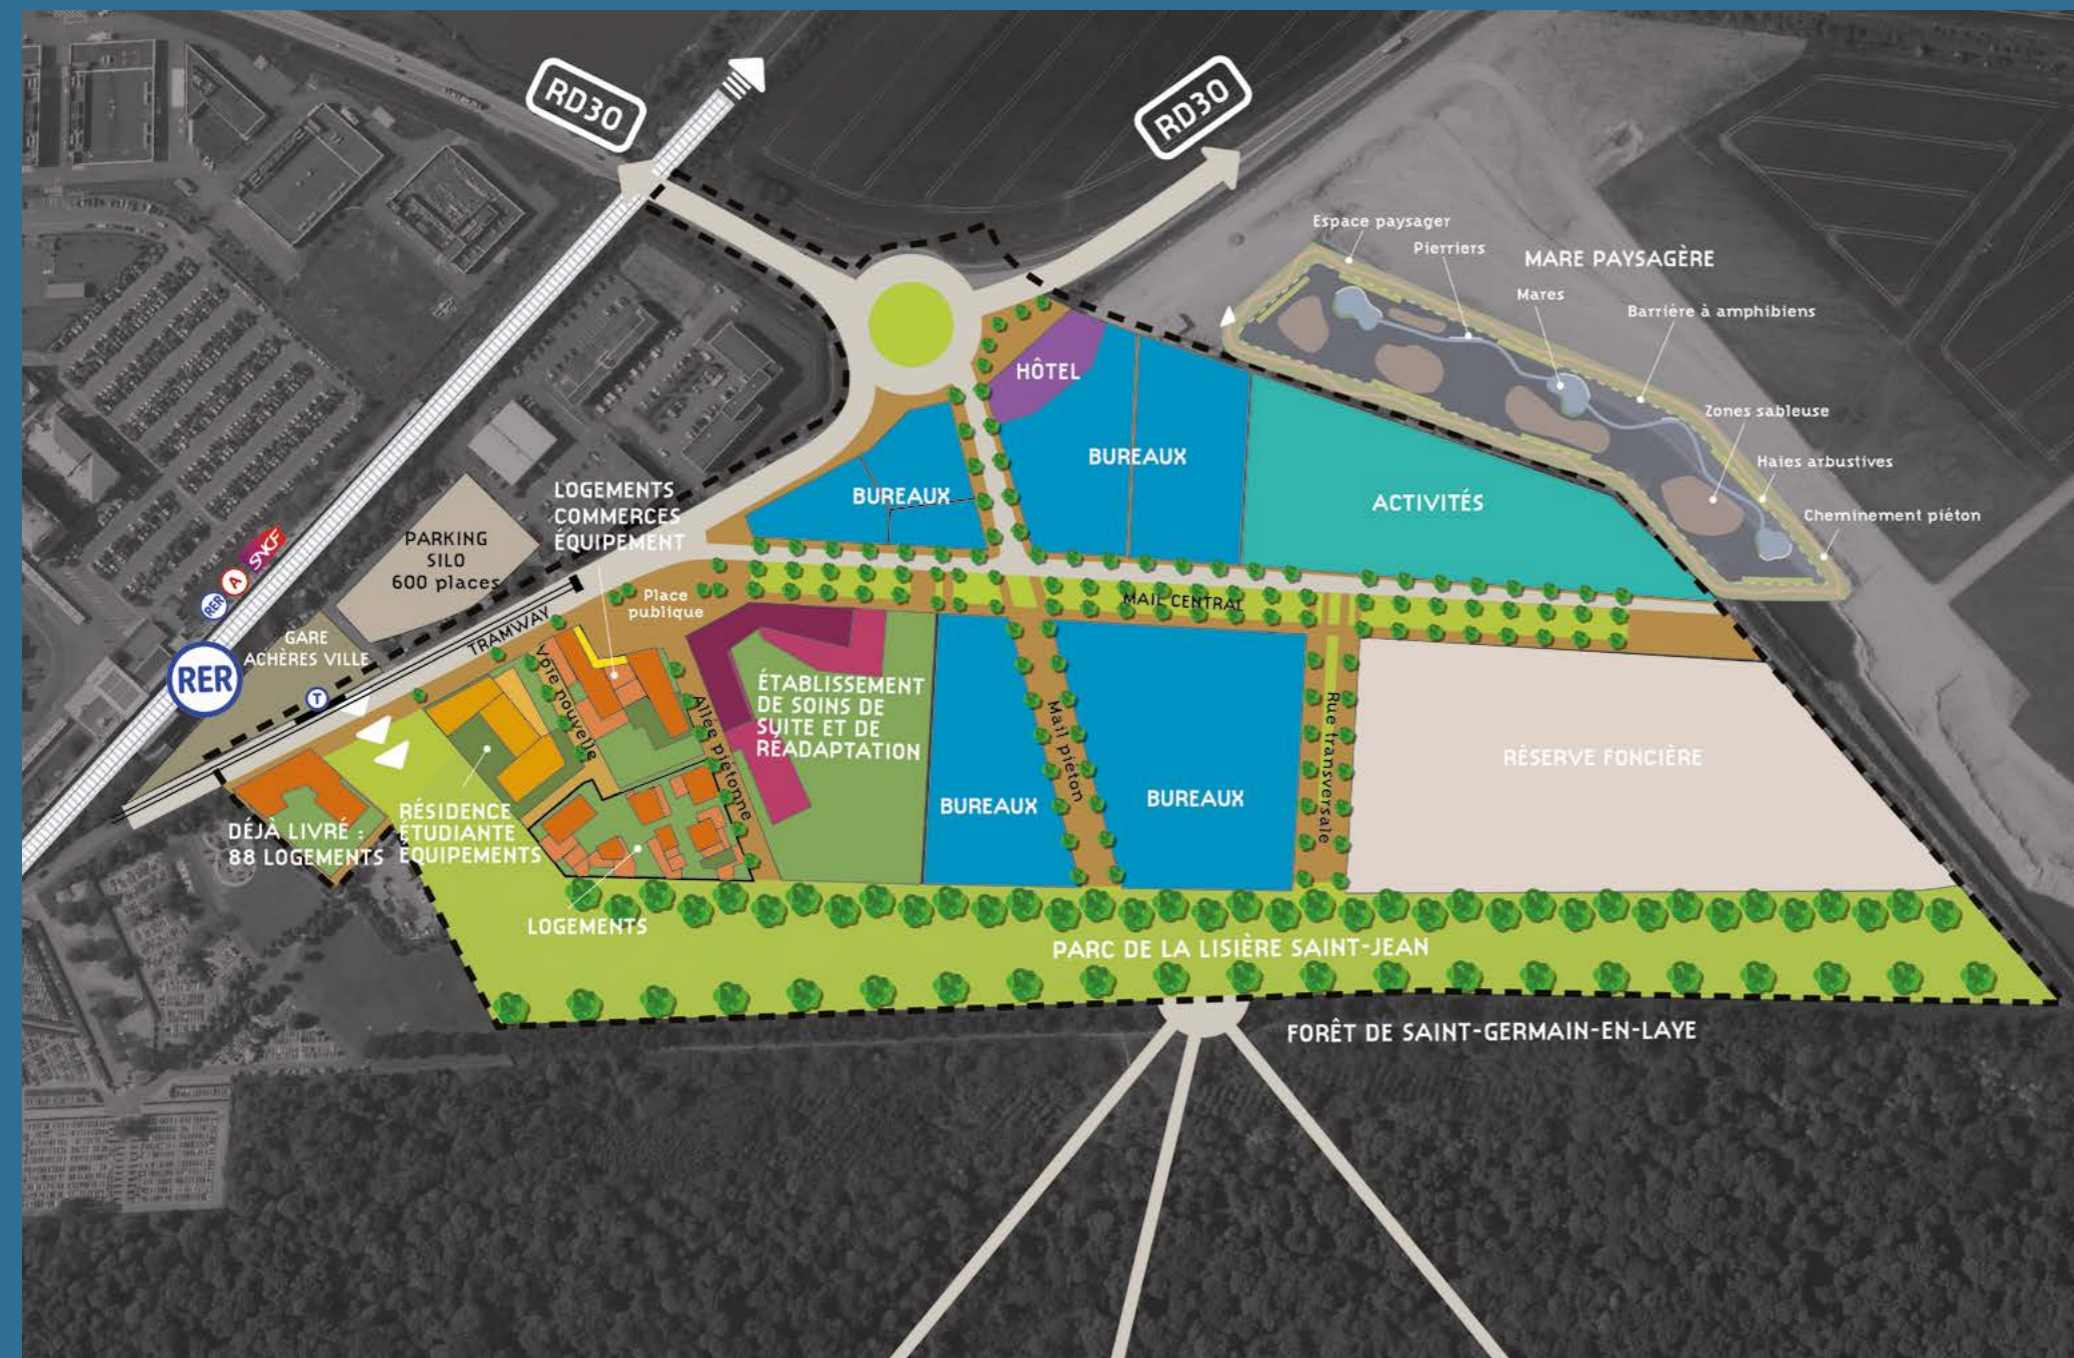 RD30
RD30
Espace paysager
Pierriers
MARE PAYSAGÈRE
Mares
Barrière à amphibiens
HÔTEL
Zones sableuse
BUREAUX
Haies arbustives
LOGEMENTS
COMMERCES
ÉQUIPEMENT
BUREAUX
ACTIVITÉS
Cheminement piéton
PARKING
SILO
600 places
SNCF
A
RER
Place
publique
MAIL CENTRAL
TRAMWAY
GARE
ACHÈRES VILLE
RER
T
Voie nouvelle
Allée piétonne
ÉTABLISSEMENT
DE SOINS DE
SUITE ET DE
RÉADAPTATION
Mail piéton
Rue transversale
RÉSERVE FONCIÈRE
BUREAUX
BUREAUX
DÉJÀ LIVRÉ :
88 LOGEMENTS
RÉSIDENCE
ÉTUDIANTE
EQUIPEMENTS
LOGEMENTS
PARC DE LA LISIÈRE SAINT-JEAN
FORÊT DE SAINT-GERMAIN-EN-LAYE